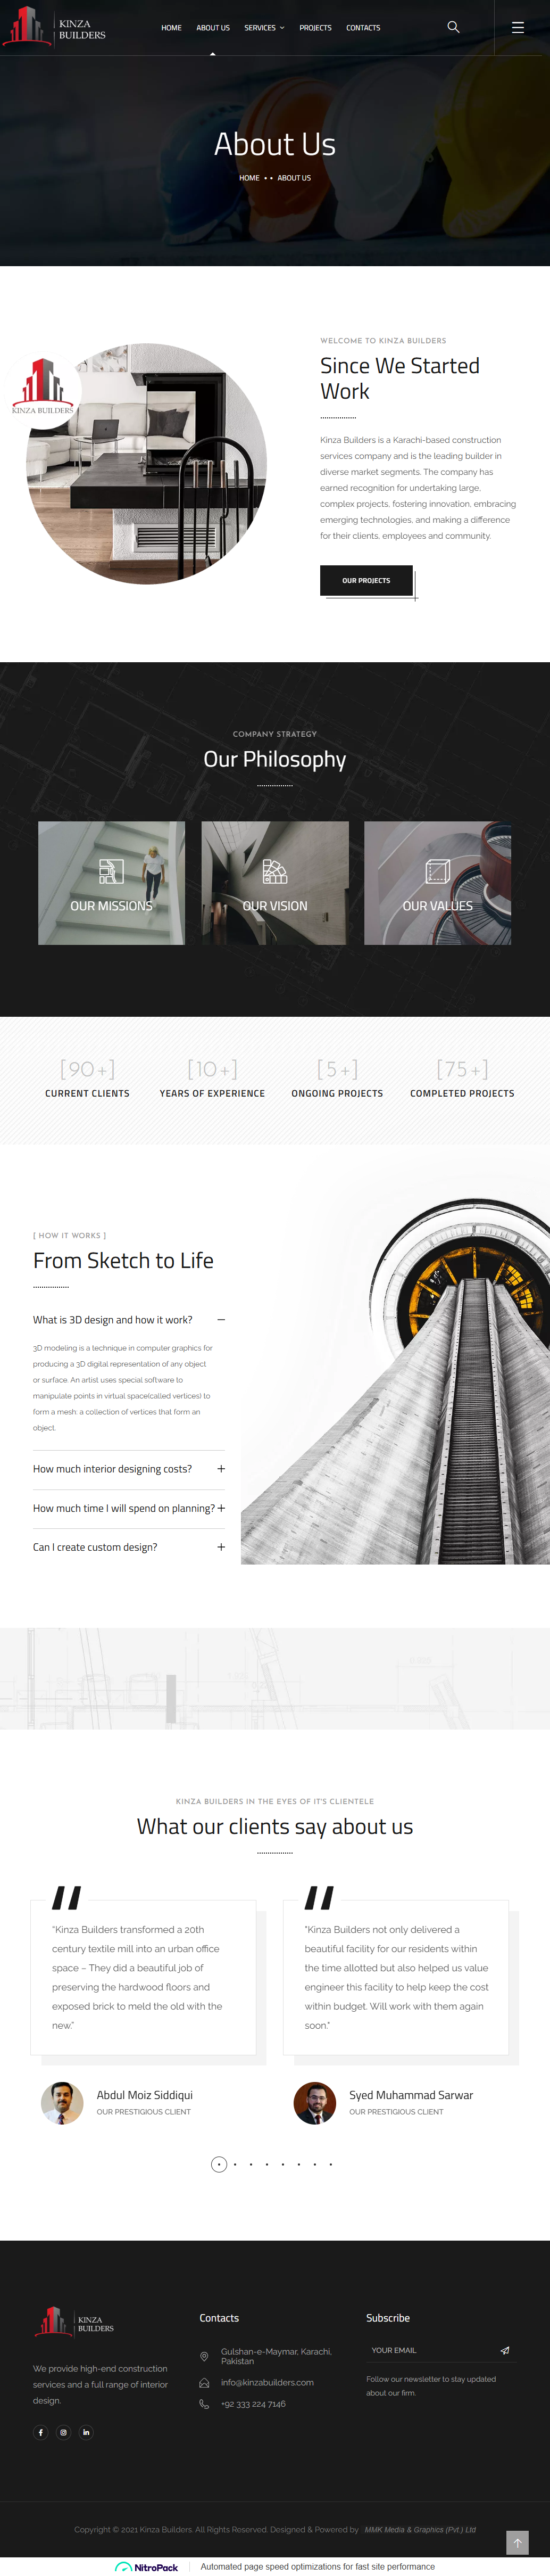 KINZA
BUILDERS
HOME ABOUT US SERVICES PROJECTS CONTACTS
About Us
HOME •• ABOUT US
KINZA BUILDERS
WELCOME TO KINZA BUILDERS
Since We Started
Work
Kinza Builders is a Karachi-based construction
services company and is the leading builder in
diverse market segments. The company has
earned recognition for undertaking large,
complex projects, fostering innovation, embracing
emerging technologies, and making a difference
for their clients, employees and community.
OUR PROJECTS
COMPANY STRATEGY
Our Philosophy
OUR MISSIONS
OUR VISION
OUR VALUES
[90+] [10+] [5+] [75+]
CURRENT CLIENTS YEARS OF EXPERIENCE ONGOING PROJECTS COMPLETED PROJECTS
[ HOW IT WORKS ]
From Sketch to Life
What is 3D design and how it work? —
3D modeling is a technique in computer graphics for
producing a 3D digital representation of any object
or surface. An artist uses special software to
manipulate points in virtual space(called vertices) to
form a mesh: a collection of vertices that form an
object.
How much interior designing costs? +
How much time I will spend on planning? +
Can I create custom design? +
KINZA BUILDERS IN THE EYES OF IT'S CLIENTELE
What our clients say about us
“Kinza Builders transformed a 20th
century textile mill into an urban office
space – They did a beautiful job of
preserving the hardwood floors and
exposed brick to meld the old with the
new.”
Abdul Moiz Siddiqui
OUR PRESTIGIOUS CLIENT
"Kinza Builders not only delivered a
beautiful facility for our residents within
the time allotted but also helped us value
engineer this facility to help keep the cost
within budget. Will work with them again
soon."
Syed Muhammad Sarwar
OUR PRESTIGIOUS CLIENT
KINZA
BUILDERS
We provide high-end construction
services and a full range of interior
design.
Contacts
Gulshan-e-Maymar, Karachi,
Pakistan
info@kinzabuilders.com
+92 333 224 7146
Subscribe
YOUR EMAIL
Follow our newsletter to stay updated
about our firm.
Copyright © 2021 Kinza Builders. All Rights Reserved. Designed & Powered by : MMK Media & Graphics (Pvt.) Ltd
NitroPack Automated page speed optimizations for fast site performance